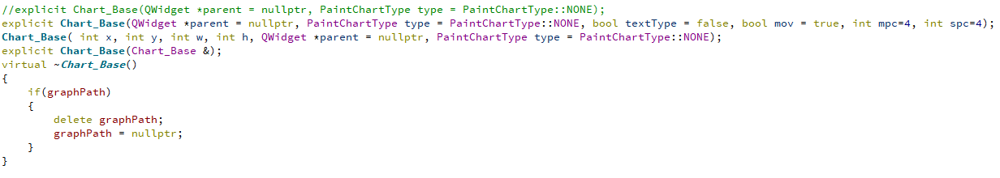 //explicit Chart_Base(QWidget *parent = nullptr, PaintChartType type = PaintChartType::NONE);
explicit Chart_Base(QWidget *parent = nullptr, PaintChartType type = PaintChartType::NONE, bool textType = false, bool mov = true, int mpc=4, int spc=4);
Chart_Base( int x, int y, int w, int h, QWidget *parent = nullptr, PaintChartType type = PaintChartType::NONE);
explicit Chart_Base(Chart_Base &);
virtual ~Chart_Base()
{
    if(graphPath)
    {
        delete graphPath;
        graphPath = nullptr;
    }
}